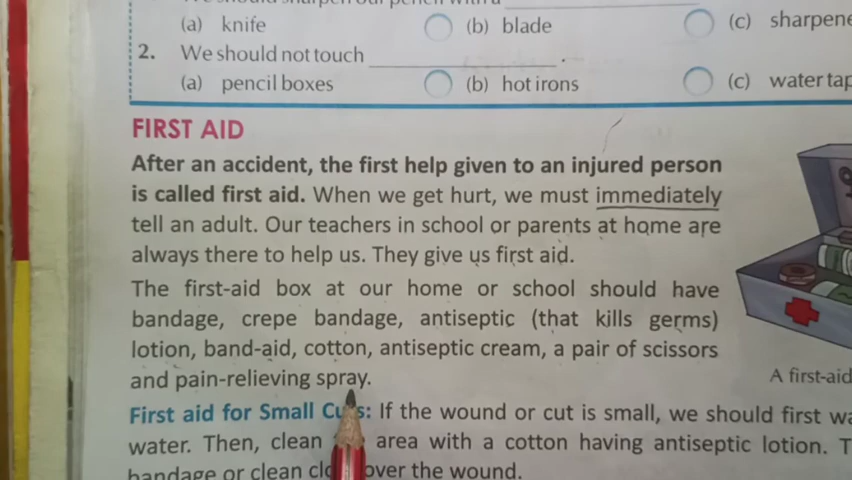 (a) knife (b) blade (c)
2. We should not touch ____________.
(a) pencil boxes (b) hot irons (c) water
FIRST AID
After an accident, the first help given to an injured person
is called first aid. When we get hurt, we must immediately
tell an adult. Our teachers in school or parents at home are
always there to help us. They give us first aid.
The first-aid box at our home or school should have
bandage, crepe bandage, antiseptic (that kills germs)
lotion, band-aid, cotton, antiseptic cream, a pair of scissors
and pain-relieving spray.
A first-aid
First aid for Small Cuts: If the wound or cut is small, we should first
water. Then, clean area with a cotton having antiseptic lotion.
bandage or clean over the wound.